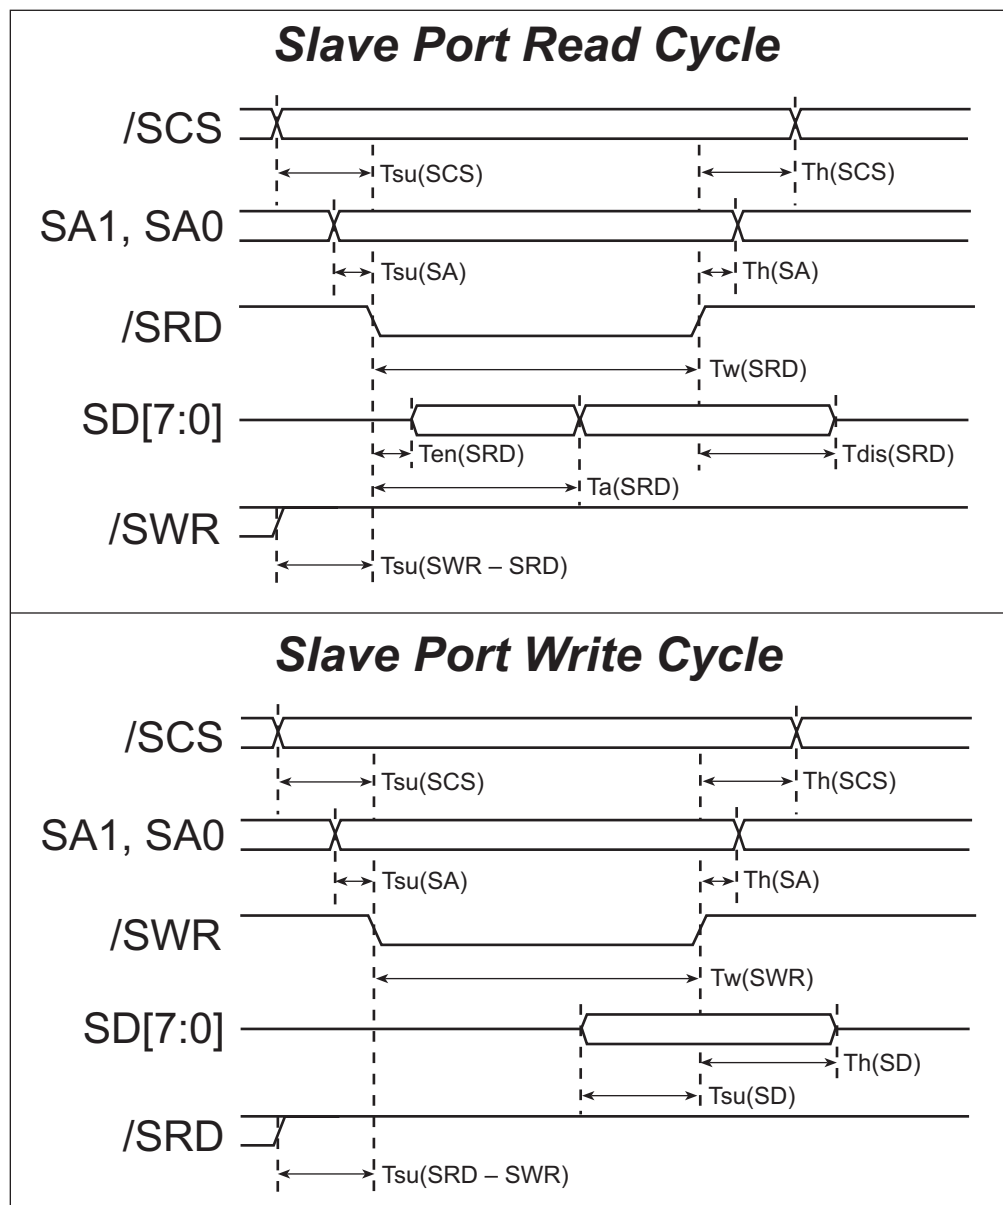 Slave Port Read Cycle
/SCS
Tsu(SCS)
Th(SCS)
SA1, SA0
Tsu(SA)
Th(SA)
/SRD
Tw(SRD)
SD[7:0]
Ten(SRD)
Tdis(SRD)
Ta(SRD)
/SWR
Tsu(SWR – SRD)
Slave Port Write Cycle
/SCS
Tsu(SCS)
Th(SCS)
SA1, SA0
Tsu(SA)
Th(SA)
/SWR
Tw(SWR)
SD[7:0]
Th(SD)
Tsu(SD)
/SRD
Tsu(SRD – SWR)